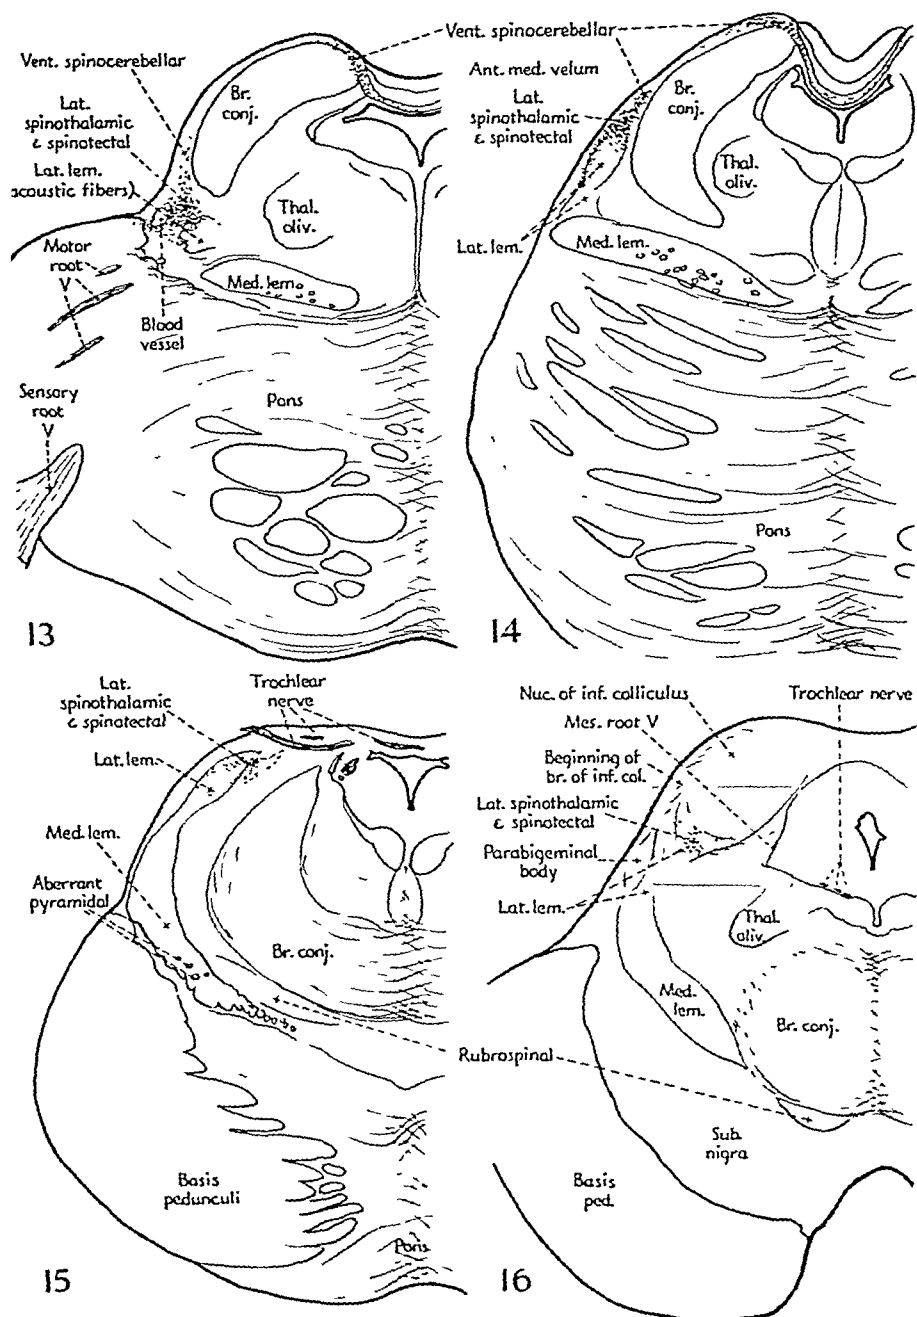 Vent. spinocerebellar
Lat.
spinothalamic
& spinotectal
Lat. lem.
(acoustic fibers)
Motor
root
V
Blood
vessel
Sensory
root
V
Br.
conj.
Thal.
oliv.
Med. lem.
Pons
13
Vent. spinocerebellar
Ant. med. velum
Lat.
spinothalamic
& spinotectal
Lat. lem.
Br.
conj.
Thal.
oliv.
Med. lem.
Pons
14
Lat.
spinothalamic
& spinotectal
Trochlear
nerve
Lat. lem.
Med. lem.
Aberrant
pyramidal
Br. conj.
Rubrospinal
Basis
pedunculi
Pons
15
Nuc. of inf. colliculus
Trochlear nerve
Mes. root V
Beginning of
br. of inf. col.
Lat. spinothalamic
& spinotectal
Parabigeminal
body
Lat. lem.
Thal.
oliv.
Med.
lem.
Br. conj.
Sub.
nigra
Basis
ped.
16